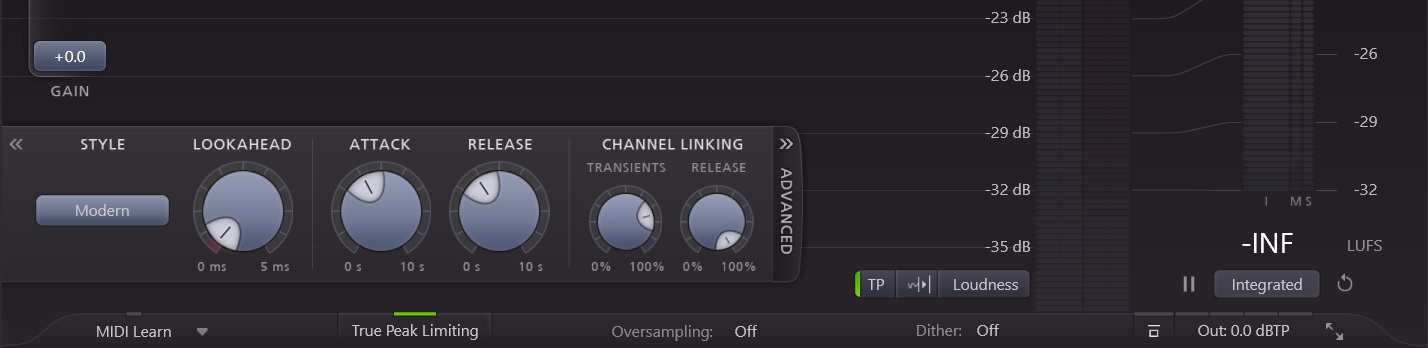 -23 dB
+0.0
-26
-26 dB
GAIN
-29
-29 dB
STYLE
LOOKAHEAD
ATTACK
RELEASE
CHANNEL LINKING
TRANSIENTS
RELEASE
ADVANCED
Modern
-32 dB
-32
I M S
-35 dB
-INF LUFS
0 ms 5 ms
0 s 10 s
0 s 10 s
0% 100%
0% 100%
TP
Loudness
Integrated
MIDI Learn
True Peak Limiting
Oversampling: Off
Dither: Off
Out: 0.0 dBTP